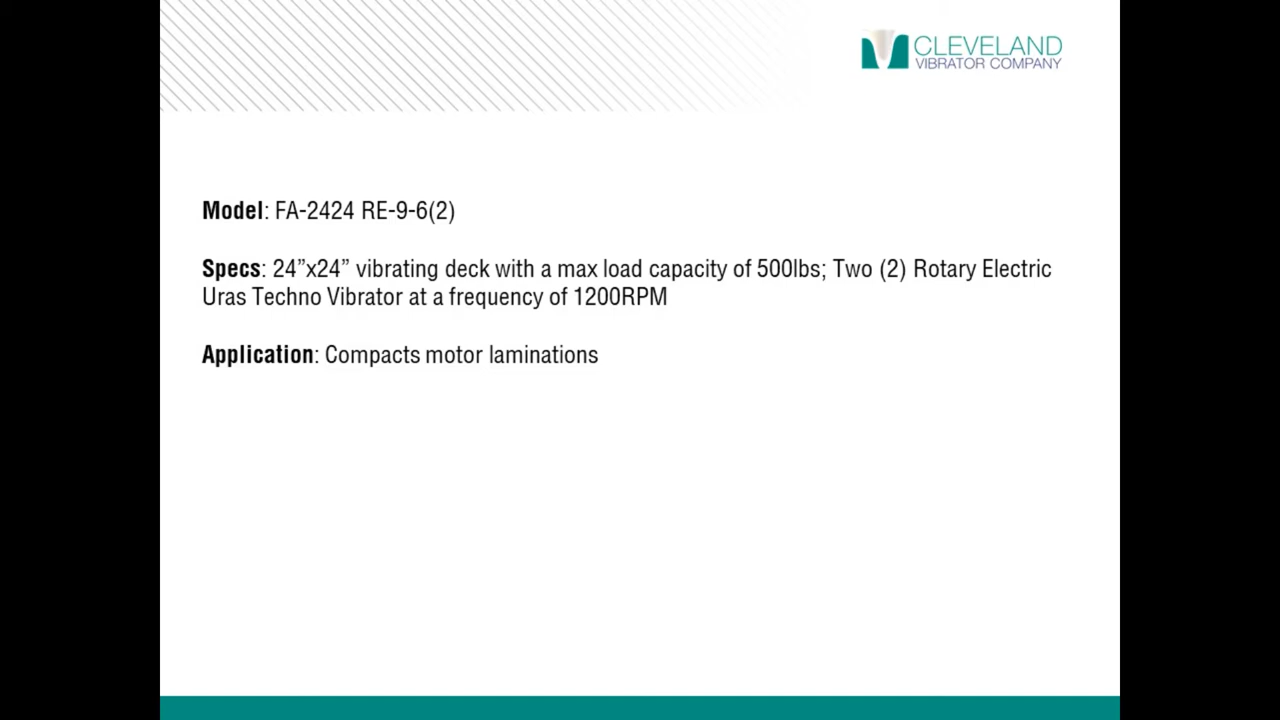 CLEVELAND
VIBRATOR COMPANY
Model: FA-2424 RE-9-6(2)
Specs: 24”x24” vibrating deck with a max load capacity of 500lbs; Two (2) Rotary Electric
Uras Techno Vibrator at a frequency of 1200RPM
Application: Compacts motor laminations